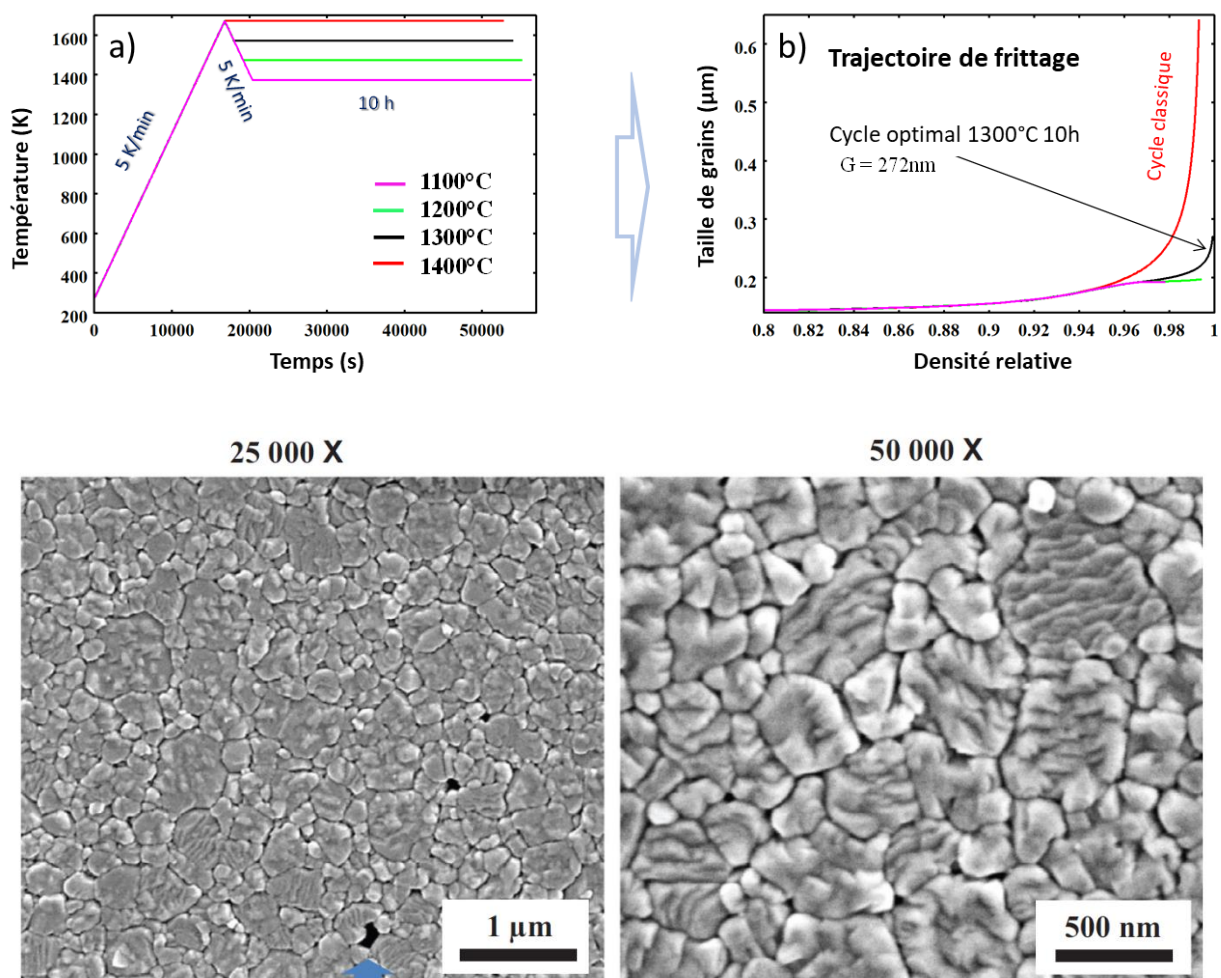 a)
Température (K)
1600
1400
1200
1000
800
600
400
200
5 K/min
5 K/min
10 h
1100°C
1200°C
1300°C
1400°C
0
10000
20000
30000
40000
50000
Temps (s)
b)
Trajectoire de frittage
Taille de grains (µm)
0.6
0.5
0.4
0.3
0.2
Cycle optimal 1300°C 10h
G = 272nm
Cycle classique
0.8
0.82
0.84
0.86
0.88
0.9
0.92
0.94
0.96
0.98
1
Densité relative
25 000 X
50 000 X
1 µm
500 nm